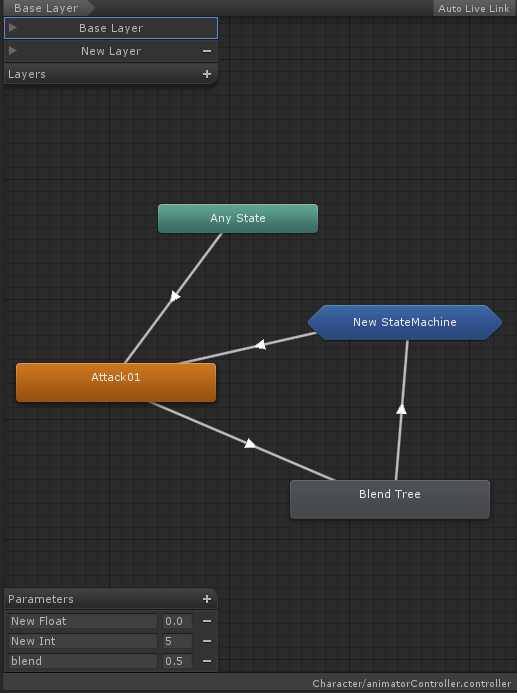 Base Layer
Auto Live Link
Base Layer
New Layer
Layers
Any State
New StateMachine
Attack01
Blend Tree
Parameters
New Float 0.0
New Int 5
blend 0.5
Character/animatorController.controller